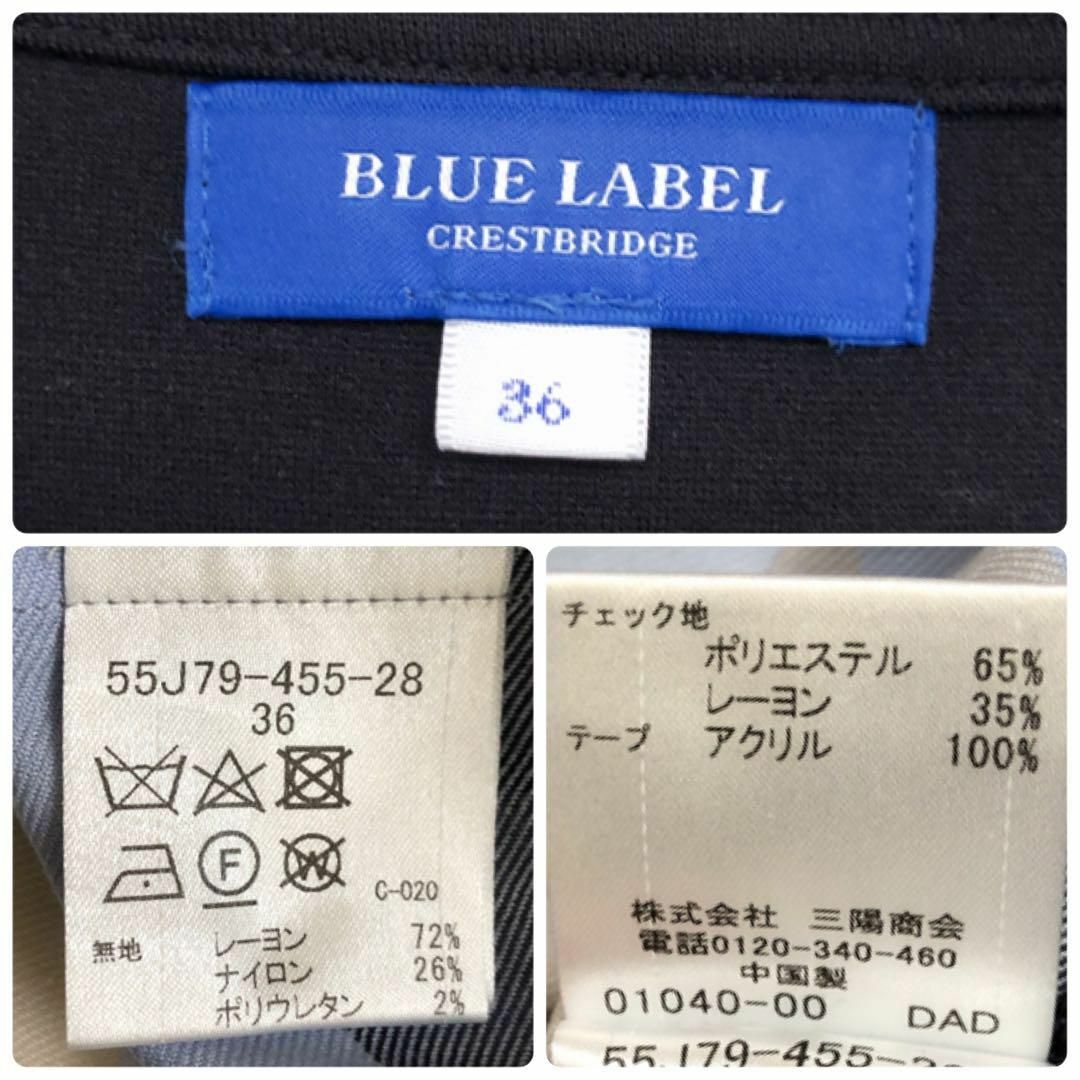 BLUE LABEL
CRESTBRIDGE
36
55J79-455-28
36
F
W
C-020
無地 レーヨン 72%
ナイロン 26%
ポリウレタン 2%
チェック地
ポリエステル 65%
レーヨン 35%
テープ アクリル 100%
株式会社 三陽商会
電話0120-340-460
中国製
01040-00 DAD
55J79-455-28